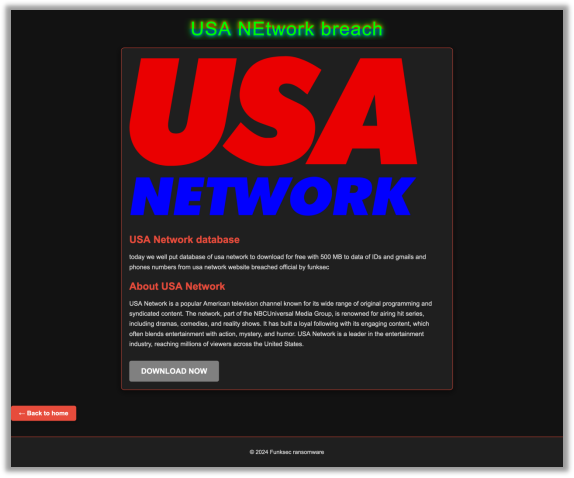 USA NEtwork breach
USA
NETWORK
USA Network database
today we well put database of usa network to download for free with 500 MB to data of IDs and gmails and
phones numbers from usa network website breached official by funksec
About USA Network
USA Network is a popular American television channel known for its wide range of original programming and
syndicated content. The network, part of the NBCUniversal Media Group, is renowned for airing hit series,
including dramas, comedies, and reality shows. It has built a loyal following with its engaging content, which
often blends entertainment with action, mystery, and humor. USA Network is a leader in the entertainment
industry, reaching millions of viewers across the United States.
DOWNLOAD NOW
← Back to home
© 2024 Funksec ransomware